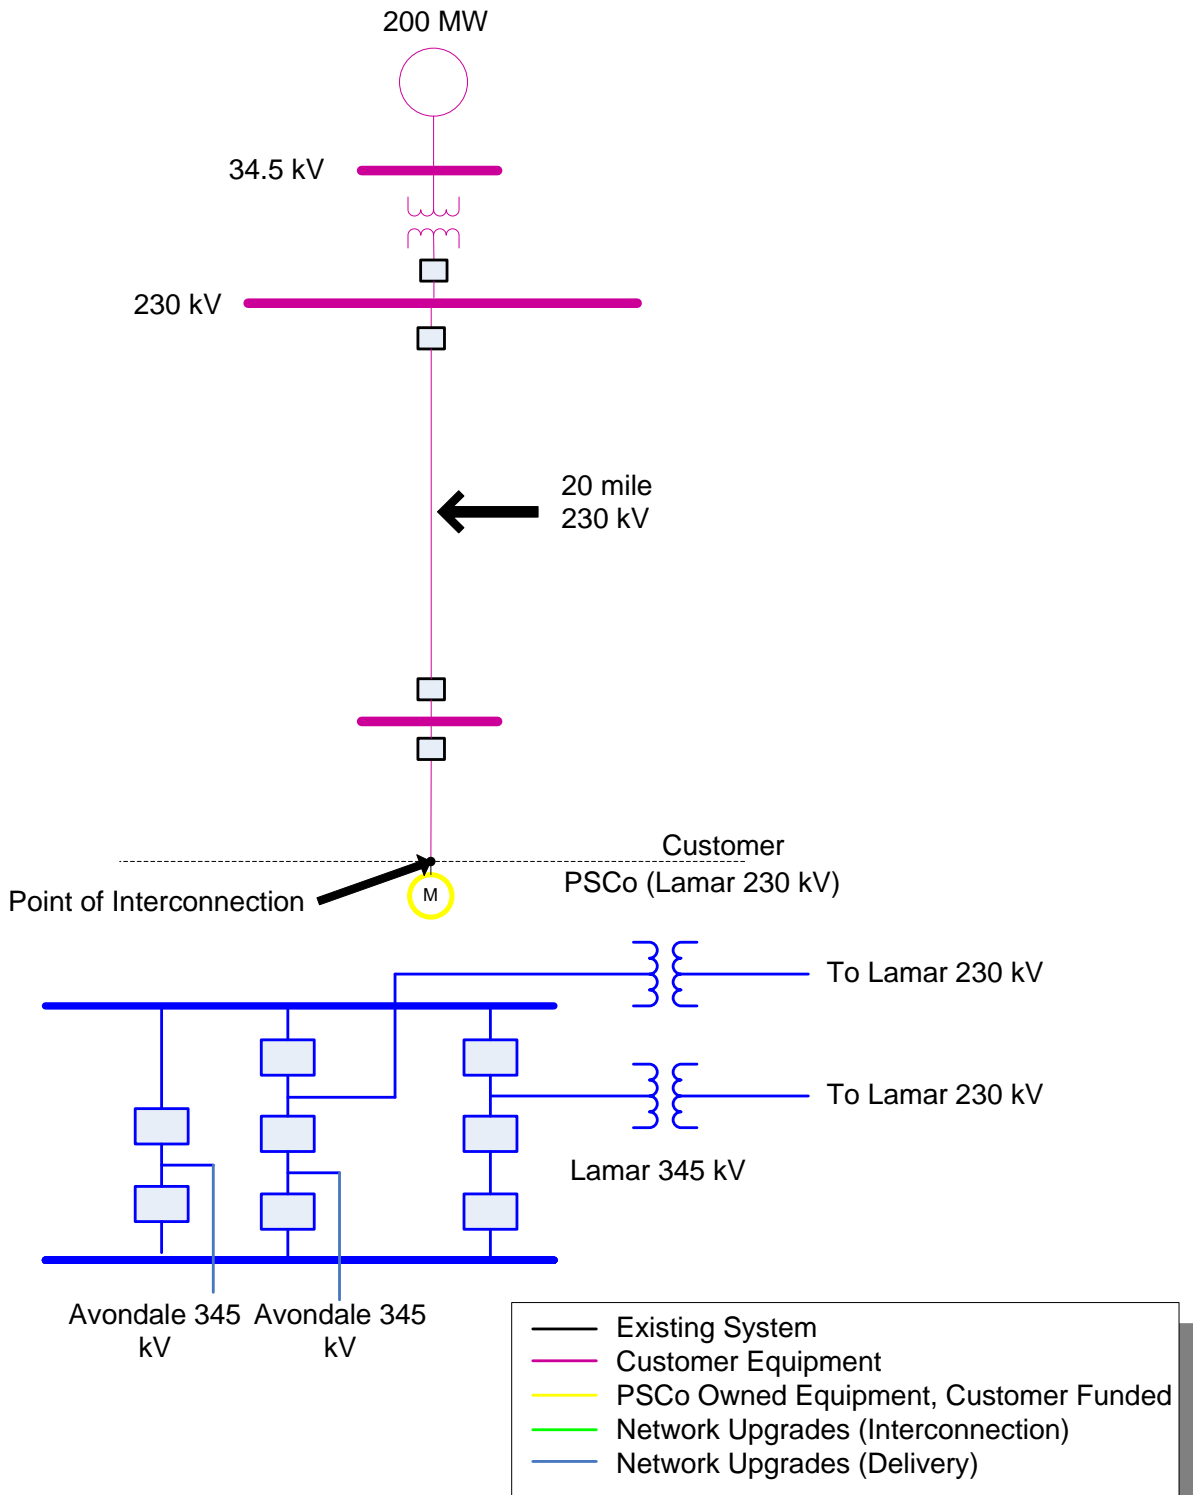 200 MW
34.5 kV
230 kV
20 mile
230 kV
Customer
PSCo (Lamar 230 kV)
Point of Interconnection
M
To Lamar 230 kV
To Lamar 230 kV
Lamar 345 kV
Avondale 345
kV
Avondale 345
kV
Existing System
Customer Equipment
PSCo Owned Equipment, Customer Funded
Network Upgrades (Interconnection)
Network Upgrades (Delivery)